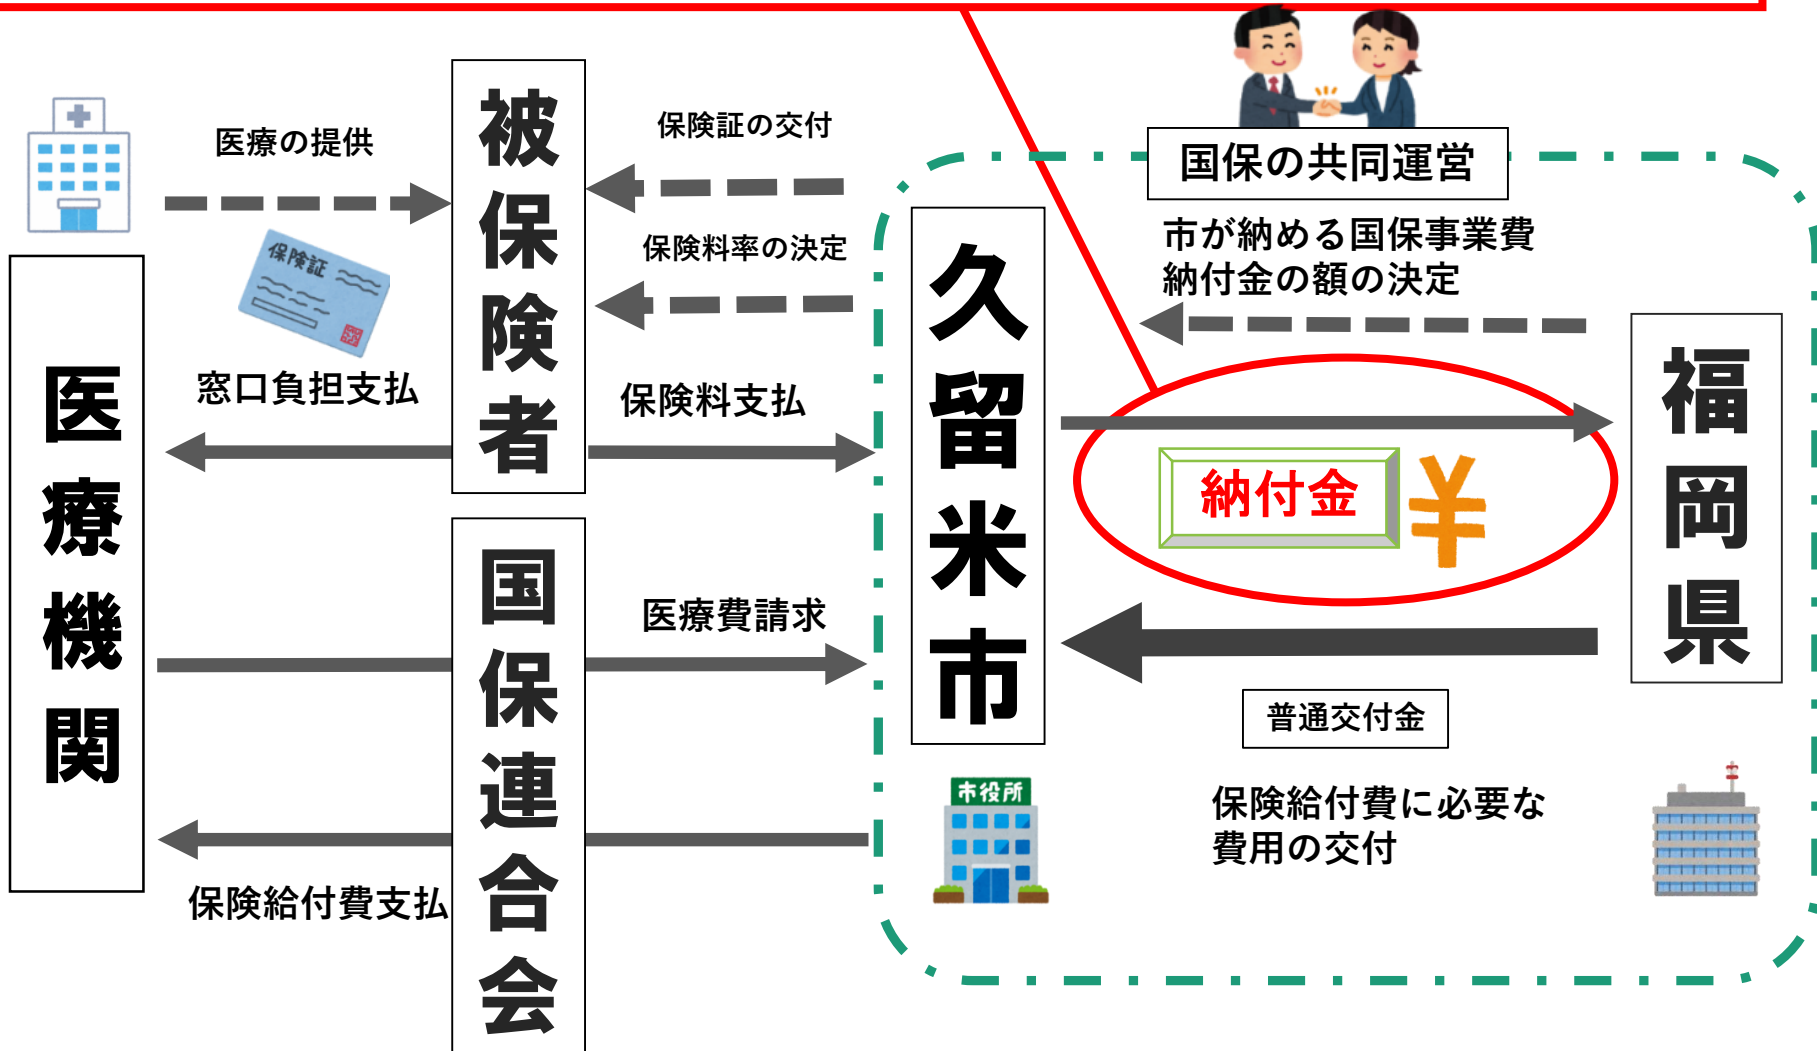 医療の提供
保険証
窓口負担支払
医療機関
被保険者
保険証の交付
保険料率の決定
保険料支払
国保連合会
医療費請求
保険給付費支払
久留米市
市役所
国保の共同運営
市が納める国保事業費
納付金の額の決定
納付金
¥
普通交付金
保険給付費に必要な
費用の交付
福岡県